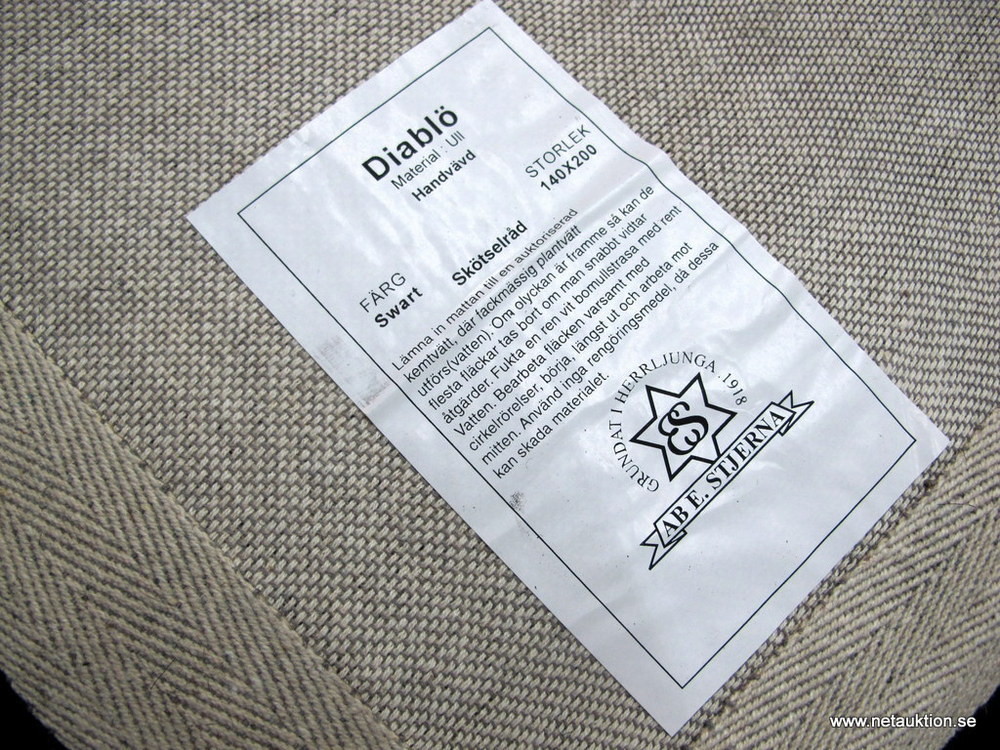 Diablö
Material : Ull
Handvävd
STORLEK
140X200
FÄRG
Swart
Skötselråd
Lämna in mattan till en auktoriserad
kemtvätt, där fackmässig plantvätt
utförs(vatten). Om olyckan är framme så kan de
flesta fläckar tas bort om man snabbt vidtar
åtgärder. Fukta en ren vit bomullstrasa med rent
Vatten. Bearbeta fläcken varsamt med
cirkelrörelser, börja, längst ut och arbeta mot
mitten. Använd inga rengöringsmedel, då dessa
kan skada materialet.
GRUNDAT I HERRLJUNGA .1918
ES
AB E. STJERNA
www.netauktion.se